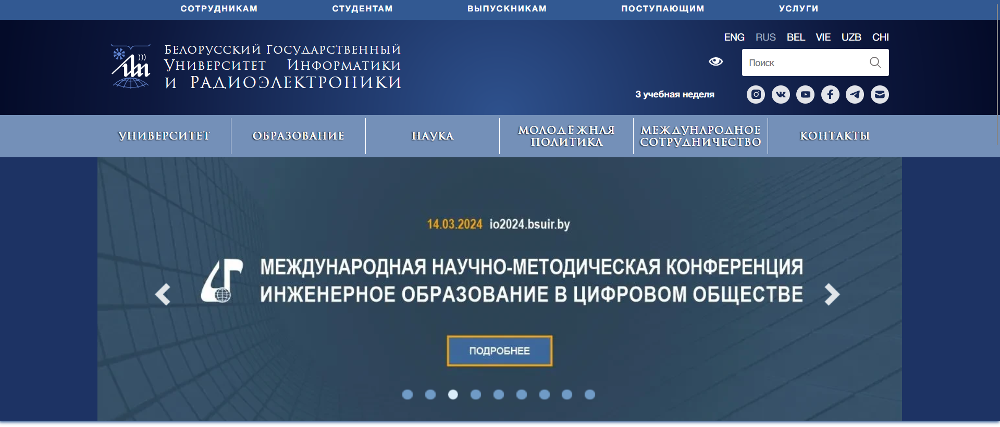 СОТРУДНИКАМ СТУДЕНТАМ ВЫПУСКНИКАМ ПОСТУПАЮЩИМ УСЛУГИ
ENG RUS BEL VIE UZB CHI
БЕЛОРУССКИЙ ГОСУДАРСТВЕННЫЙ
УНИВЕРСИТЕТ ИНФОРМАТИКИ
И РАДИОЭЛЕКТРОНИКИ
Поиск
3 учебная неделя
УНИВЕРСИТЕТ
ОБРАЗОВАНИЕ
НАУКА
МОЛОДЁЖНАЯ
ПОЛИТИКА
МЕЖДУНАРОДНОЕ
СОТРУДНИЧЕСТВО
КОНТАКТЫ
14.03.2024 io2024.bsuir.by
МЕЖДУНАРОДНАЯ НАУЧНО-МЕТОДИЧЕСКАЯ КОНФЕРЕНЦИЯ
ИНЖЕНЕРНОЕ ОБРАЗОВАНИЕ В ЦИФРОВОМ ОБЩЕСТВЕ
ПОДРОБНЕЕ